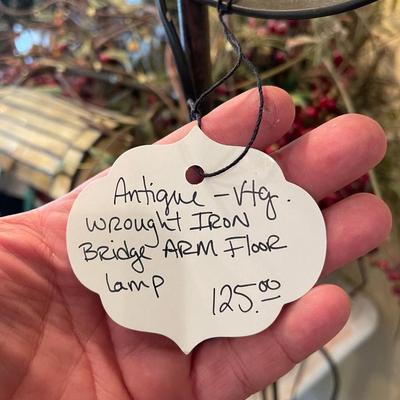 Antique - Vtg.
Wrought IRON
Bridge ARM Floor
Lamp 125.00